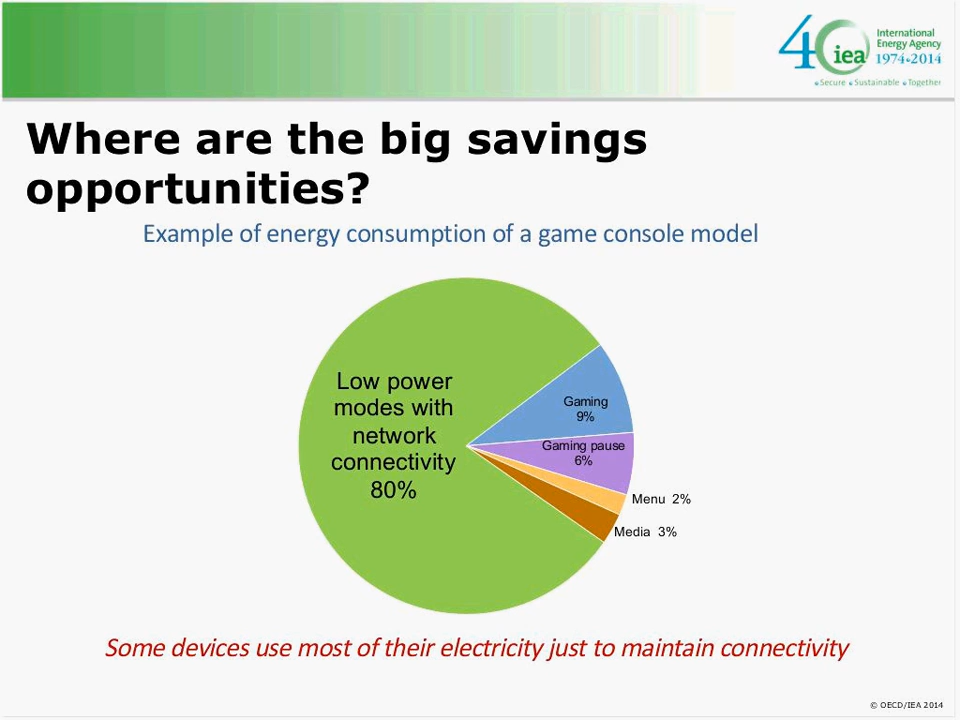 40 iea International
Energy Agency
1974•2014
•Secure •Sustainable •Together
Where are the big savings
opportunities?
Example of energy consumption of a game console model
Low power
modes with
network
connectivity
80%
Gaming
9%
Gaming pause
6%
Menu 2%
Media 3%
Some devices use most of their electricity just to maintain connectivity
© OECD/IEA 2014